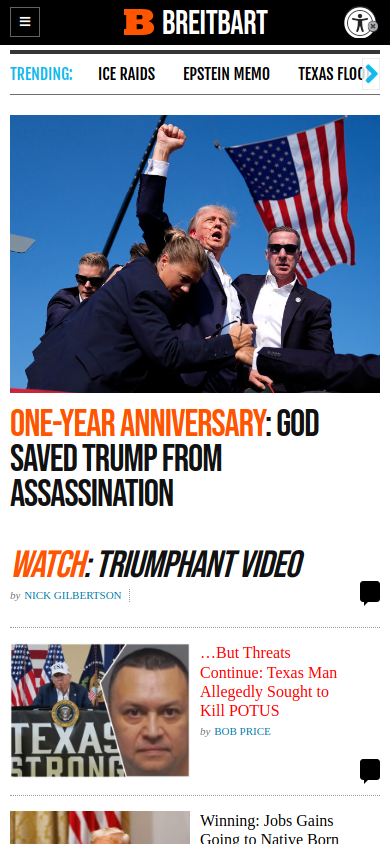 BREITBART
TRENDING:
ICE RAIDS
EPSTEIN MEMO
TEXAS FLOO
ONE-YEAR ANNIVERSARY: GOD
SAVED TRUMP FROM
ASSASSINATION
WATCH: TRIUMPHANT VIDEO
by NICK GILBERTSON
TEXAS
STRONG
USA
…But Threats
Continue: Texas Man
Allegedly Sought to
Kill POTUS
by BOB PRICE
Winning: Jobs Gains
Going to Native Born